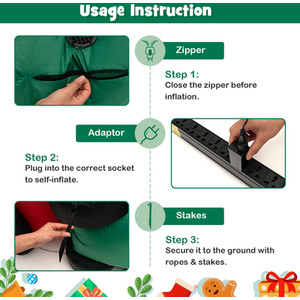 Usage Instruction
Zipper
Step 1:
Close the zipper before
inflation.
Adaptor
Step 2:
Plug into the correct socket
to self-inflate.
Stakes
Step 3:
Secure it to the ground with
ropes & stakes.